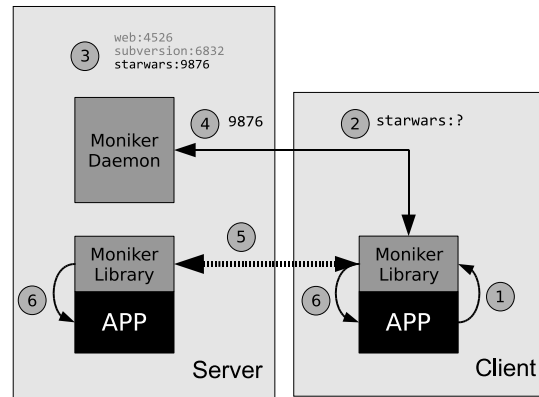 web:4526
subversion:6832
3
starwars:9876
4
9876
2
starwars:?
Moniker
Daemon
5
Moniker
Library
Moniker
Library
6
APP
6
APP
1
Server
Client